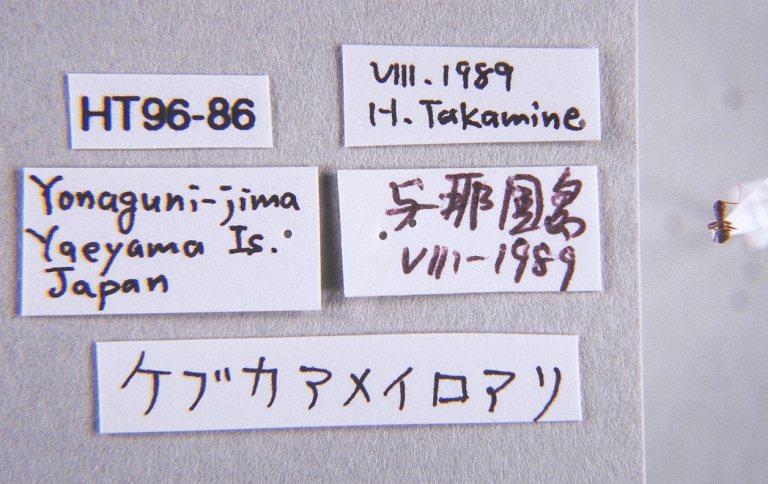 HT96-86
VIII.1989
H. Takamine
Yonaguni-jima
Yaeyama Is.
Japan
与那国島
VIII-1989
ケブカアメイロアリ